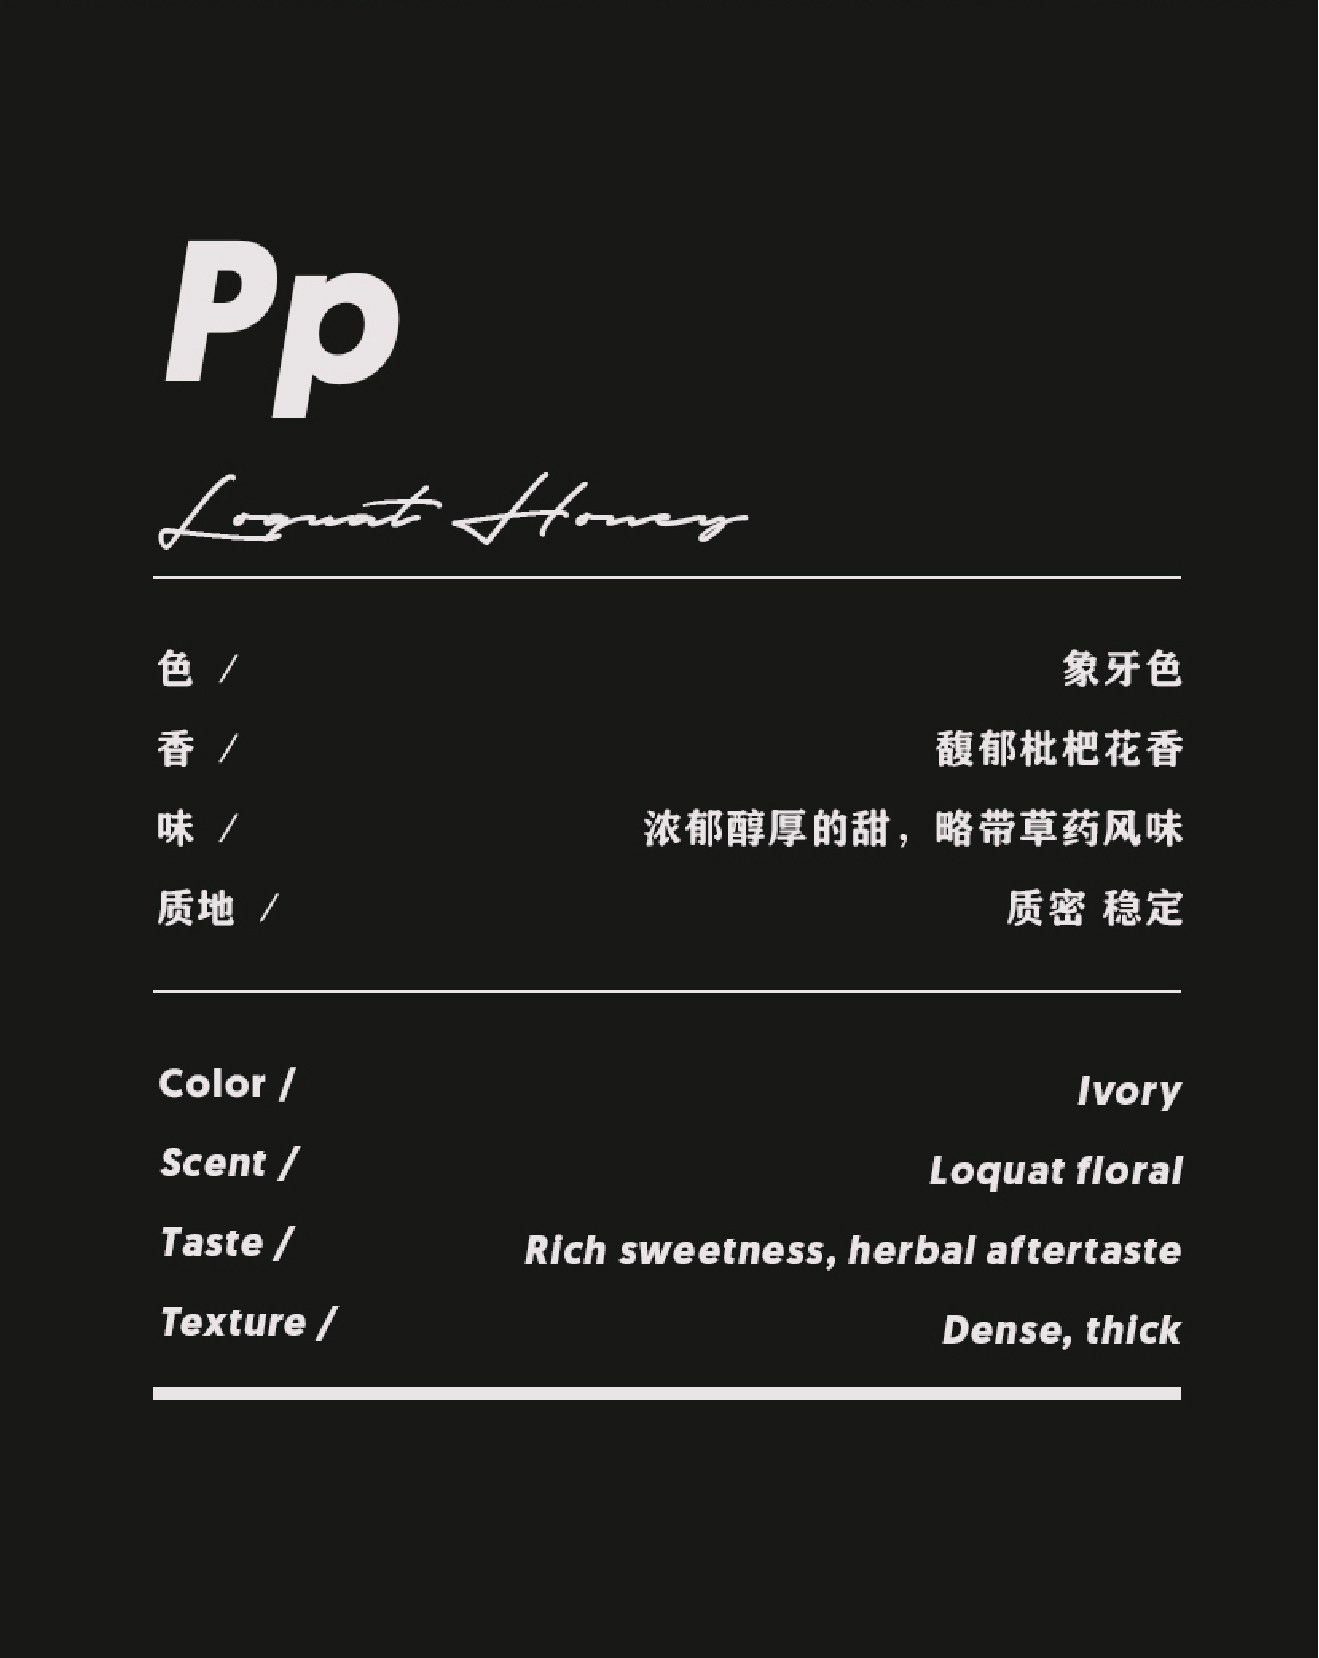 Pp
Loquat Honey
色 / 象牙色
香 / 馥郁枇杷花香
味 / 浓郁醇厚的甜，略带草药风味
质地 / 质密 稳定
Color / Ivory
Scent / Loquat floral
Taste / Rich sweetness, herbal aftertaste
Texture / Dense, thick